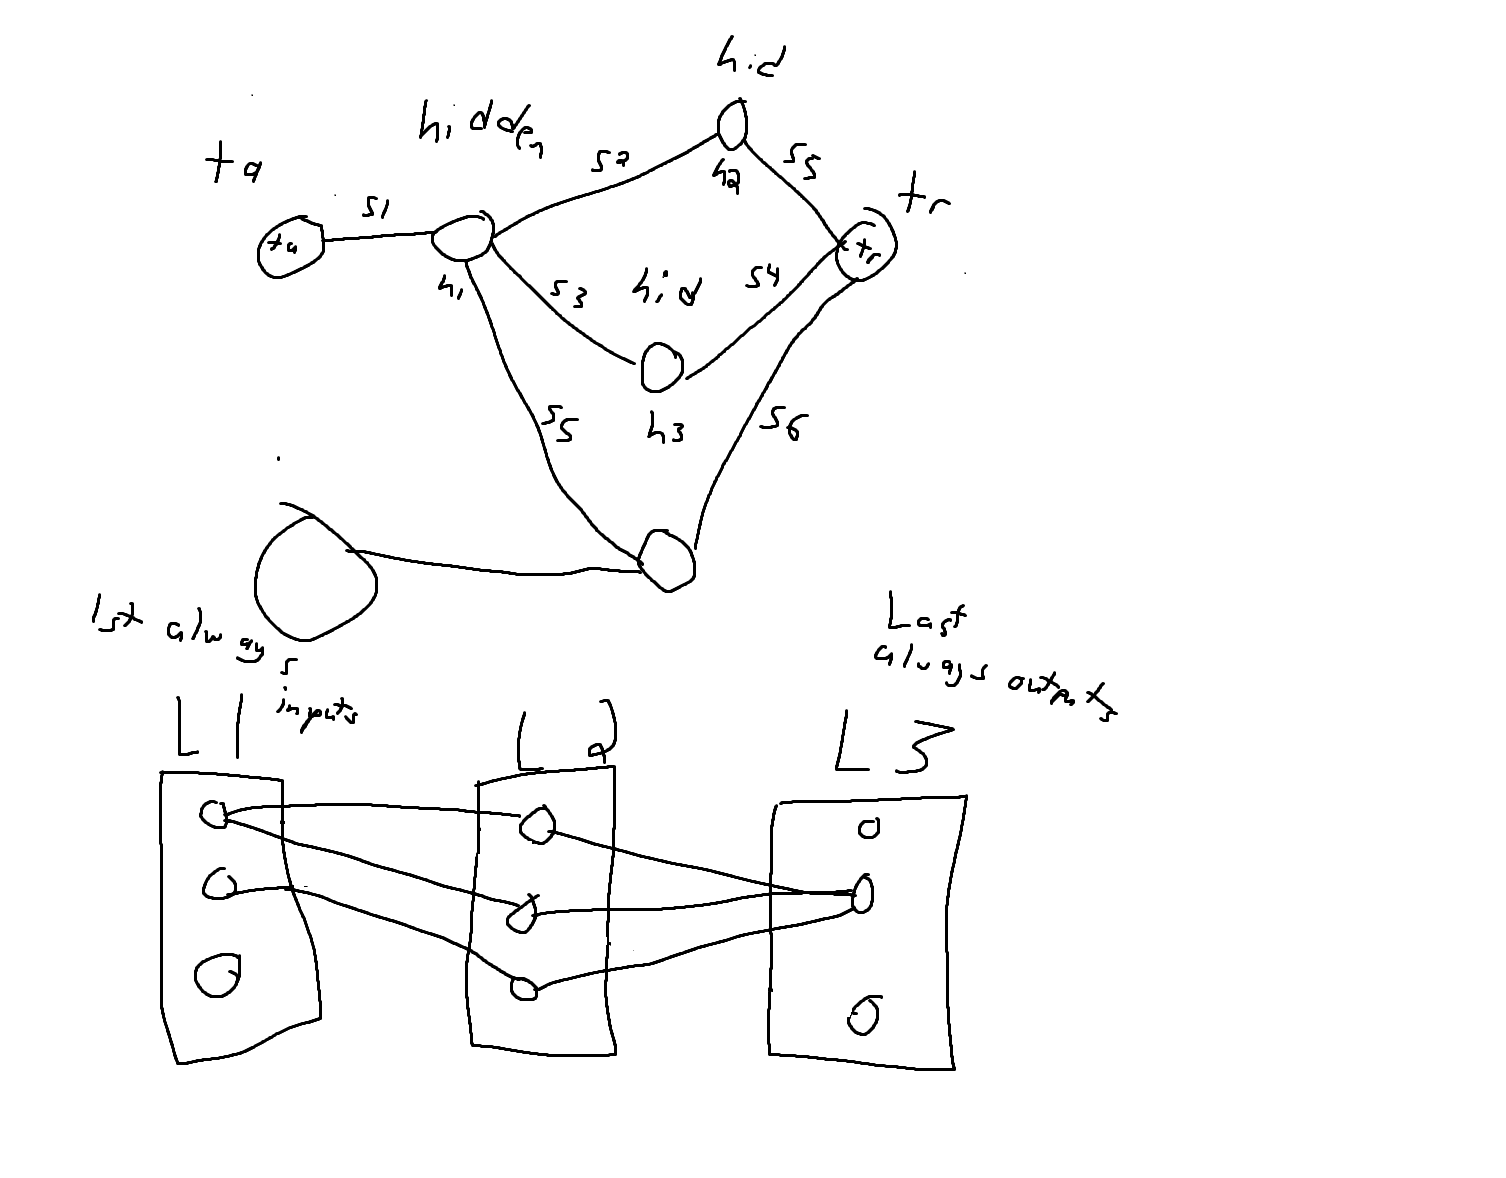 hid
hidden
ta
s2
s5
h2
tr
s1
ta
tr
h1
s3
hid
s4
s5
h3
s6
1st always
inputs
Last
always outputs
L1
L2
L3